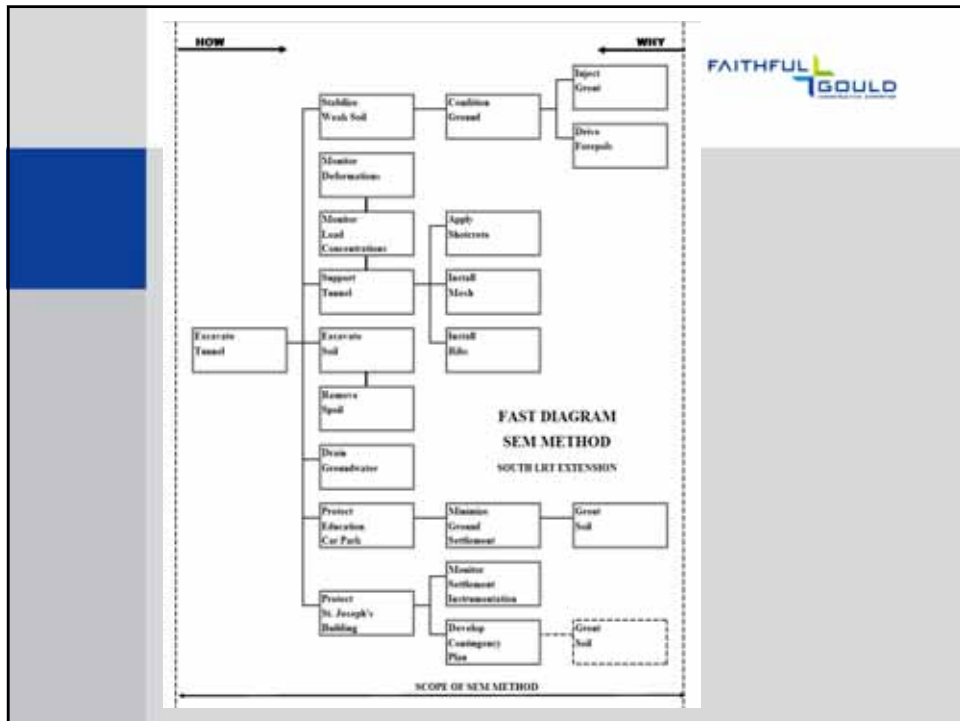 HOW
WHY
FAITHFUL
GOULD
Inject
Grout
Stabilize
Weak Soil
Condition
Ground
Drive
Forepole
Monitor
Deformations
Monitor
Load
Concentrations
Apply
Shotcrete
Support
Tunnel
Install
Mesh
Excavate
Tunnel
Excavate
Soil
Install
Ribs
Remove
Spoil
FAST DIAGRAM
SEM METHOD
SOUTH LRT EXTENSION
Drain
Groundwater
Protect
Education
Car Park
Minimize
Ground
Settlement
Grout
Soil
Monitor
Settlement
Instrumentation
Protect
St. Joseph's
Building
Develop
Contingency
Plan
Grout
Soil
SCOPE OF SEM METHOD